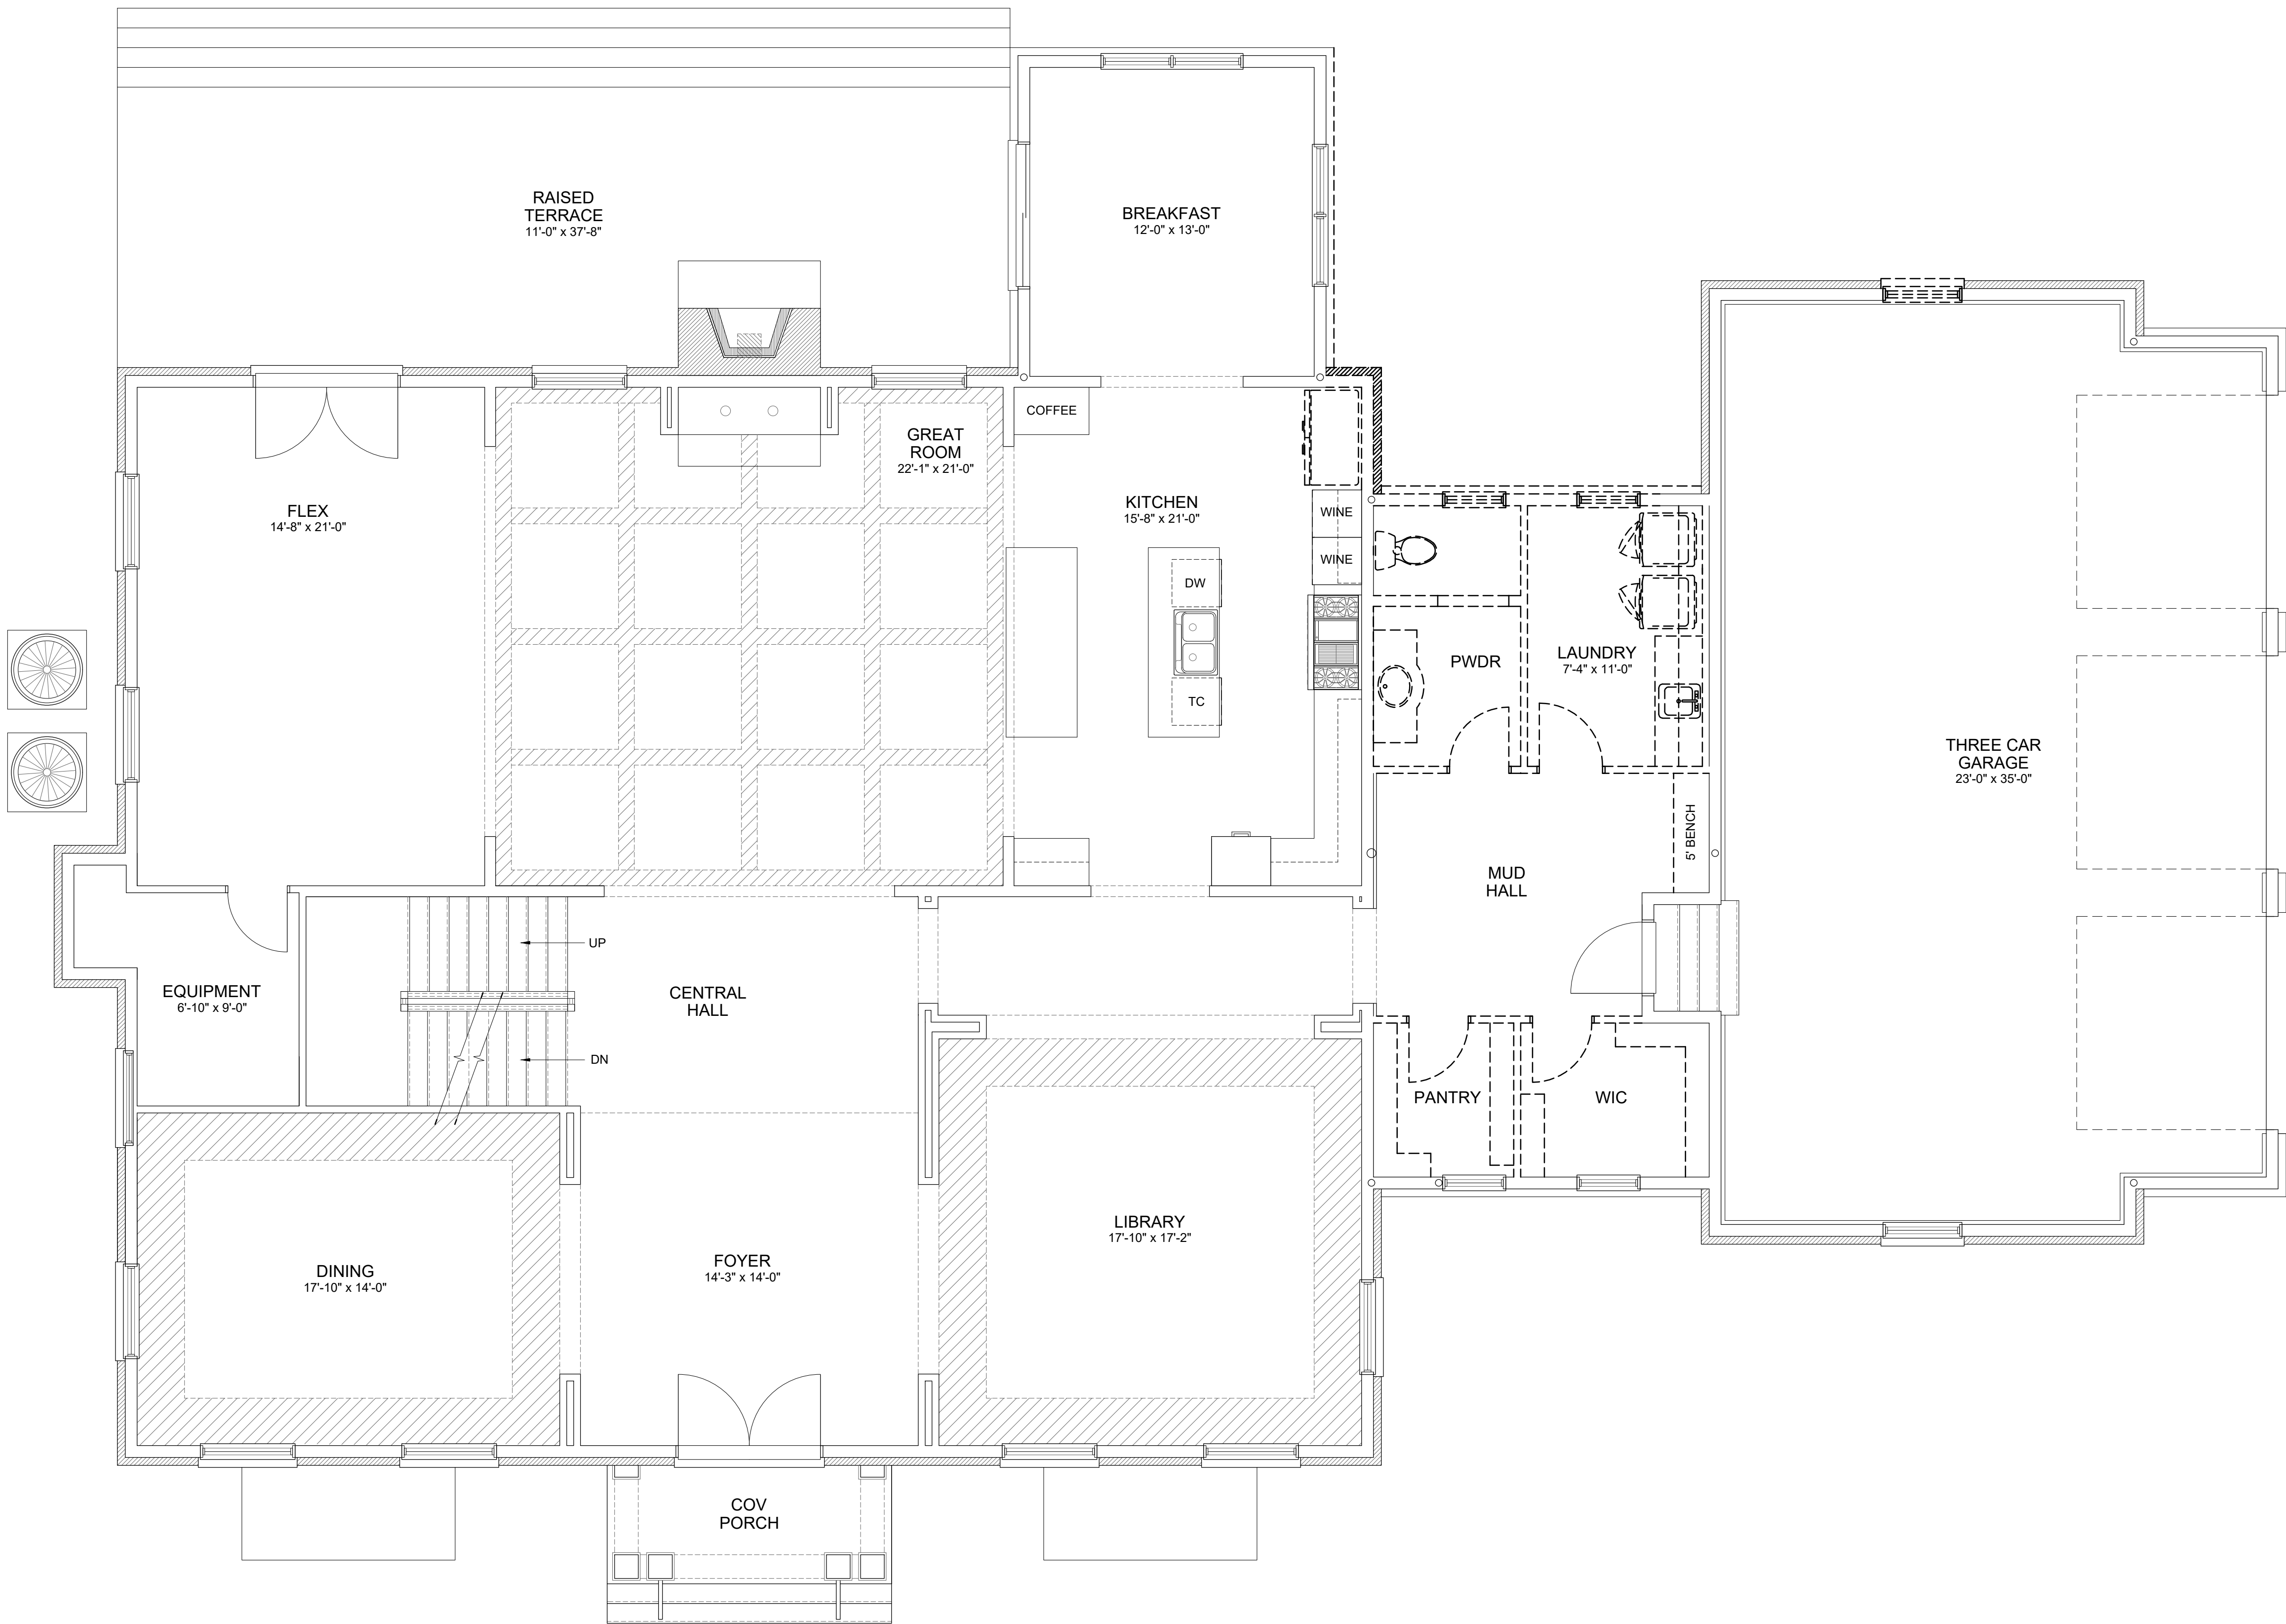 RAISED
TERRACE
11'-0" x 37'-8"
BREAKFAST
12'-0" x 13'-0"
COFFEE
GREAT
ROOM
22'-1" x 21'-0"
FLEX
14'-8" x 21'-0"
KITCHEN
15'-8" x 21'-0"
WINE
WINE
DW
TC
PWDR
LAUNDRY
7'-4" x 11'-0"
THREE CAR
GARAGE
23'-0" x 35'-0"
5' BENCH
MUD
HALL
UP
EQUIPMENT
6'-10" x 9'-0"
CENTRAL
HALL
DN
PANTRY
WIC
LIBRARY
17'-10" x 17'-2"
DINING
17'-10" x 14'-0"
FOYER
14'-3" x 14'-0"
COV
PORCH